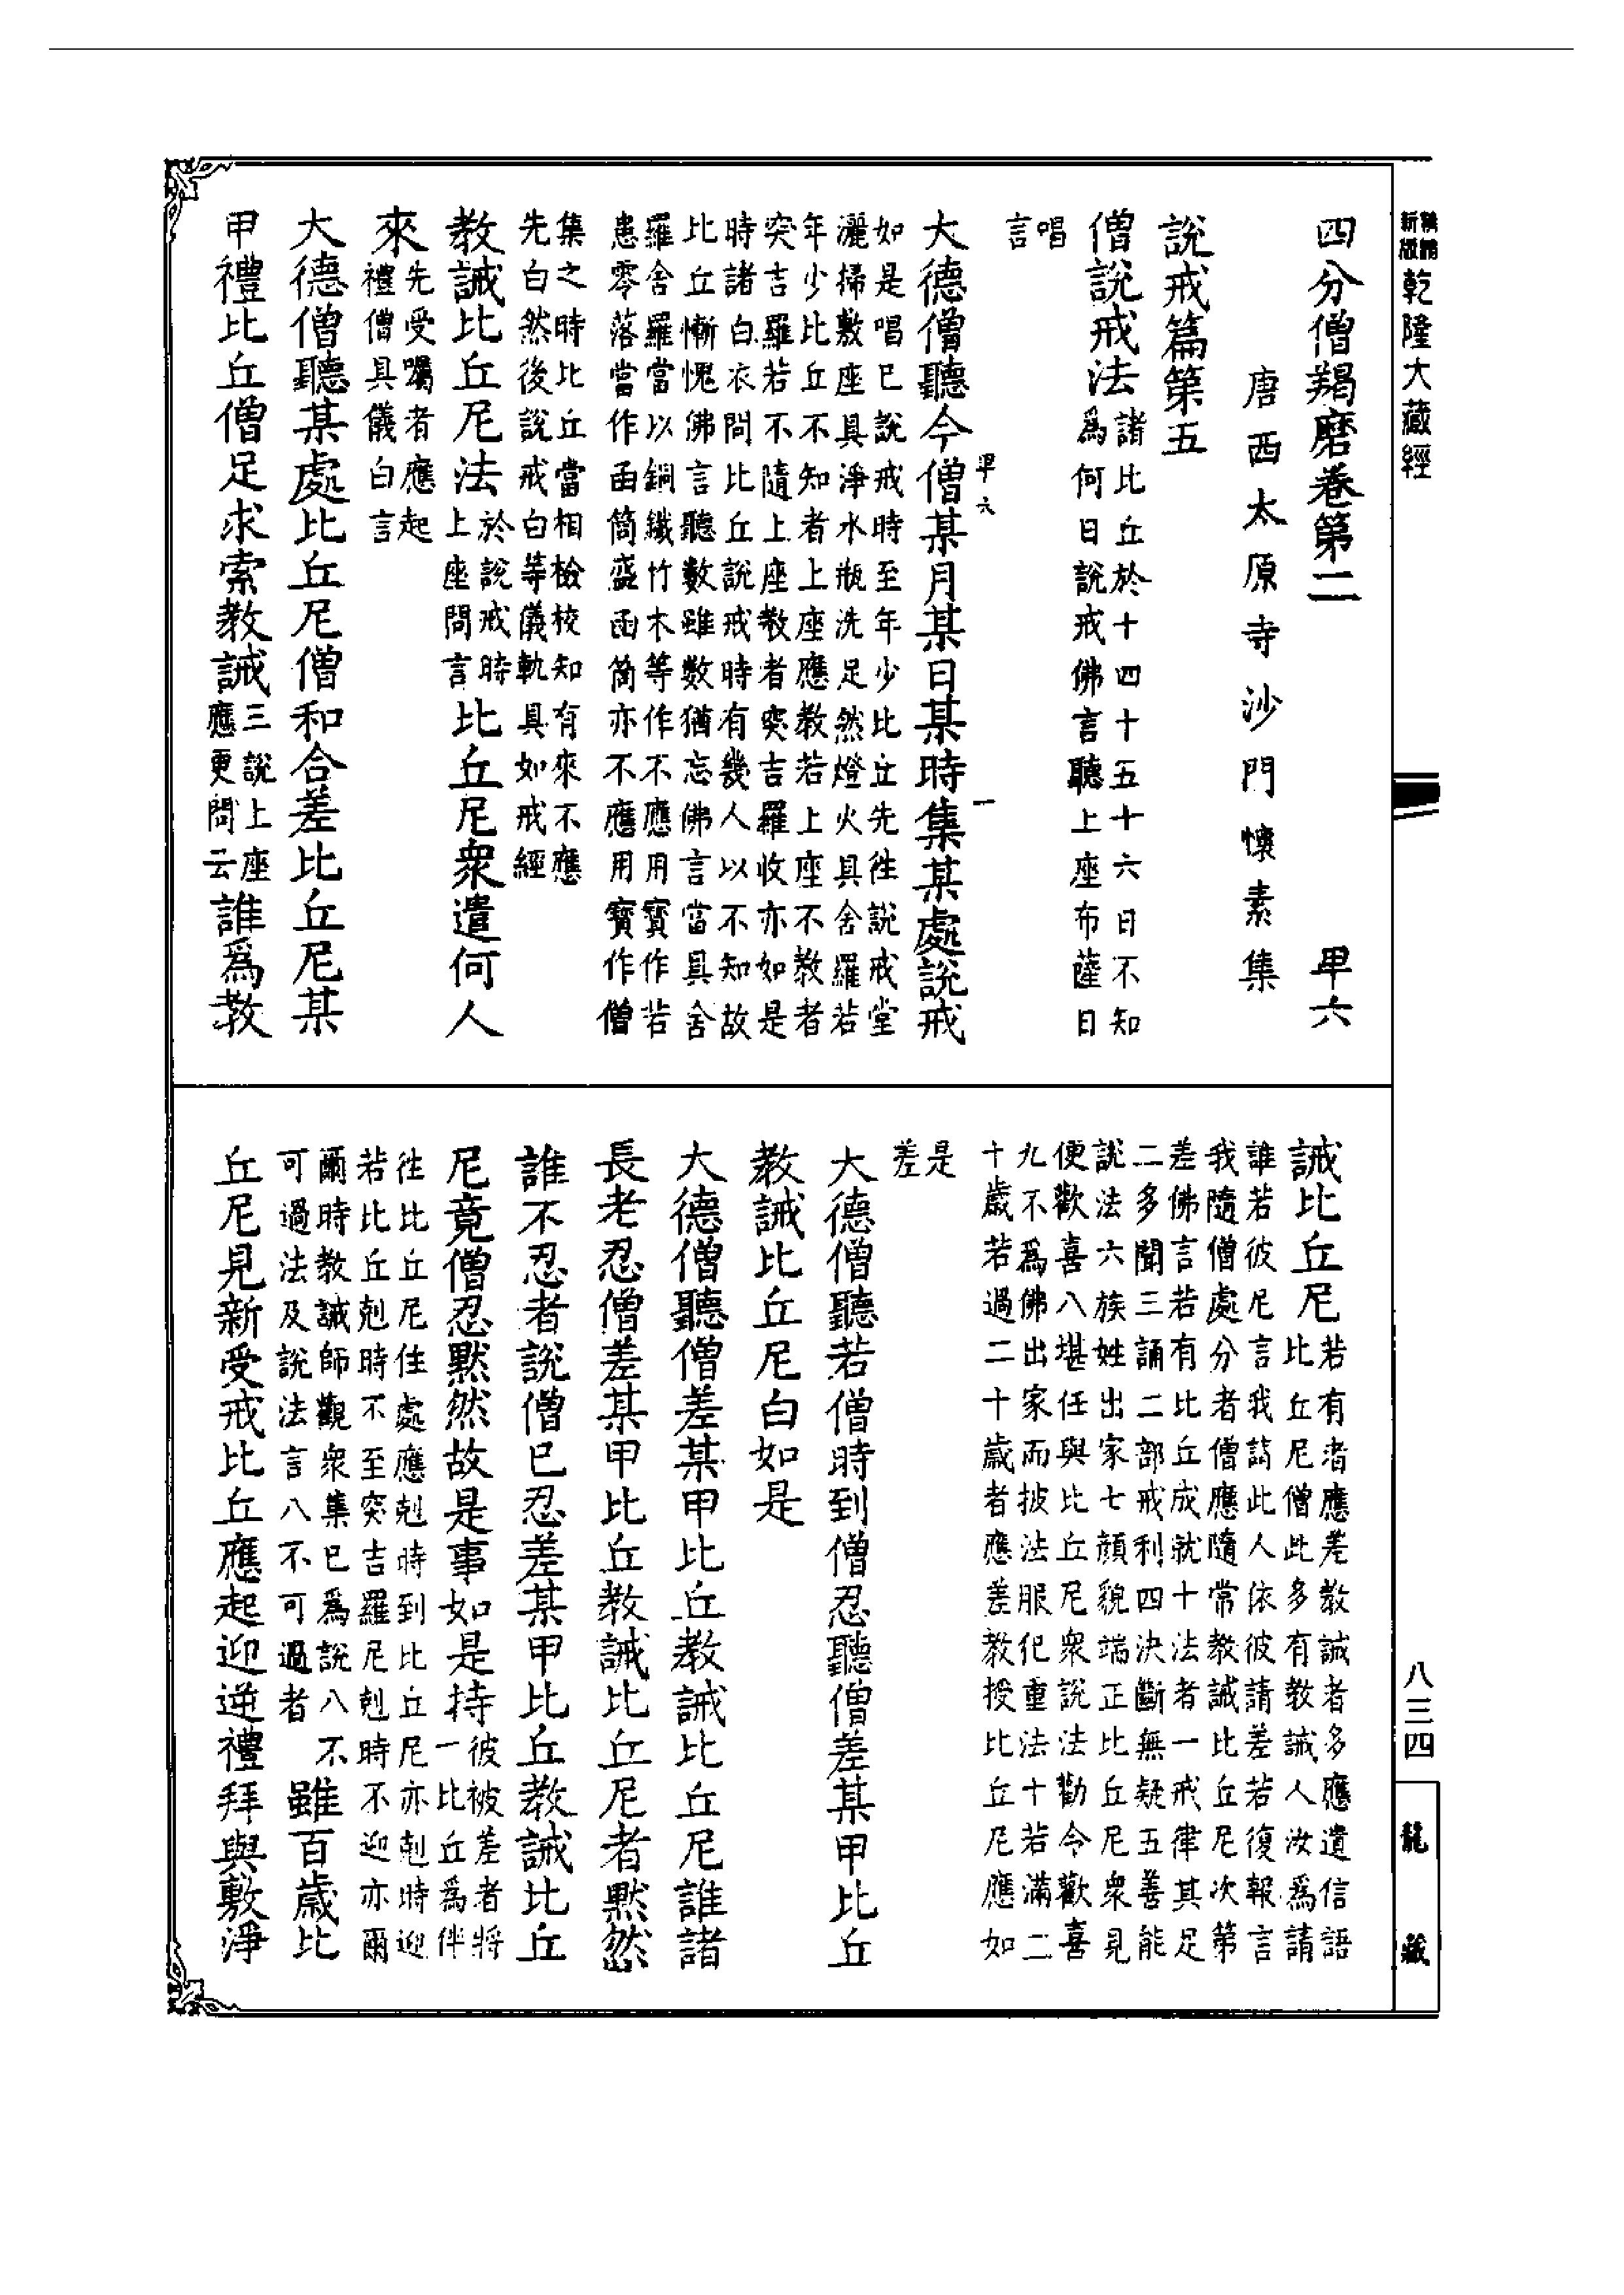 新版精書乾隆大藏經
四分僧羯磨卷第二 甲六
唐西太原寺沙門懷素集
說戒篇第五
僧說戒法諸比丘於十四十五十六日不知
為何日說戒佛言聽上座布薩日
唱
言
大德僧聽今僧某月某日某時集某處說戒
甲六 一
如是唱已說戒時至年少比丘先往說戒堂
灑掃敷座具淨水瓶洗足然燈火具舍羅若
年少比丘不知者上座應教若上座不教者
突吉羅若不隨上座教者突吉羅收亦如是
時諸白衣問比丘說戒時有幾人以不知故
比丘慚愧佛言聽數雖數猶忘佛言當具舍
羅舍羅當以銅鐵竹木等作不應用寶作若
患零落當作函筒盛函筒亦不應用寶作僧
集之時比丘當相檢校知有來不應
先白然後說戒白等儀軌具如戒經
教誡比丘尼法於說戒時
上座問言比丘尼眾遣何人
來先受囑者應起
禮僧具儀白言
大德僧聽某處比丘尼僧和合差比丘尼某
甲禮比丘僧足求索教誡三說上座
應更問云誰為教
誡比丘尼若有者應差教誡者多應遣信語
比丘尼僧此多有教誡人汝為請
誰若彼尼言我請此人依彼請差若復報言
我隨僧處分者僧應隨常教誡比丘尼次第
差佛言若有比丘成就十法者一戒律其足
二多聞三誦二部戒利四決斷無疑五善能
說法六族姓出家七顏貌端正比丘尼眾見
便歡喜八堪任與比丘尼眾說法勸令歡喜
九不為佛出家而披法服犯重法十若滿二
十歲若過二十歲者應差教授比丘尼應如
是
差
大德僧聽若僧時到僧忍聽僧差某甲比丘
教誡比丘尼白如是
大德僧聽僧差某甲比丘教誡比丘尼誰諸
長老忍僧差某甲比丘教誡比丘尼者默然
誰不忍者說僧已忍差某甲比丘教誡比丘
尼竟僧忍默然故是事如是持彼被差者將
一比丘為伴
往比丘尼住處應剋時到比丘尼亦剋時迎
若比丘剋時不至突吉羅尼剋時不迎亦爾
爾時教誡師觀眾集已為說八不
可過法及說法言八不可過者雖百歲比
丘尼見新受戒比丘應起迎逆禮拜與敷淨
八三四
龍藏